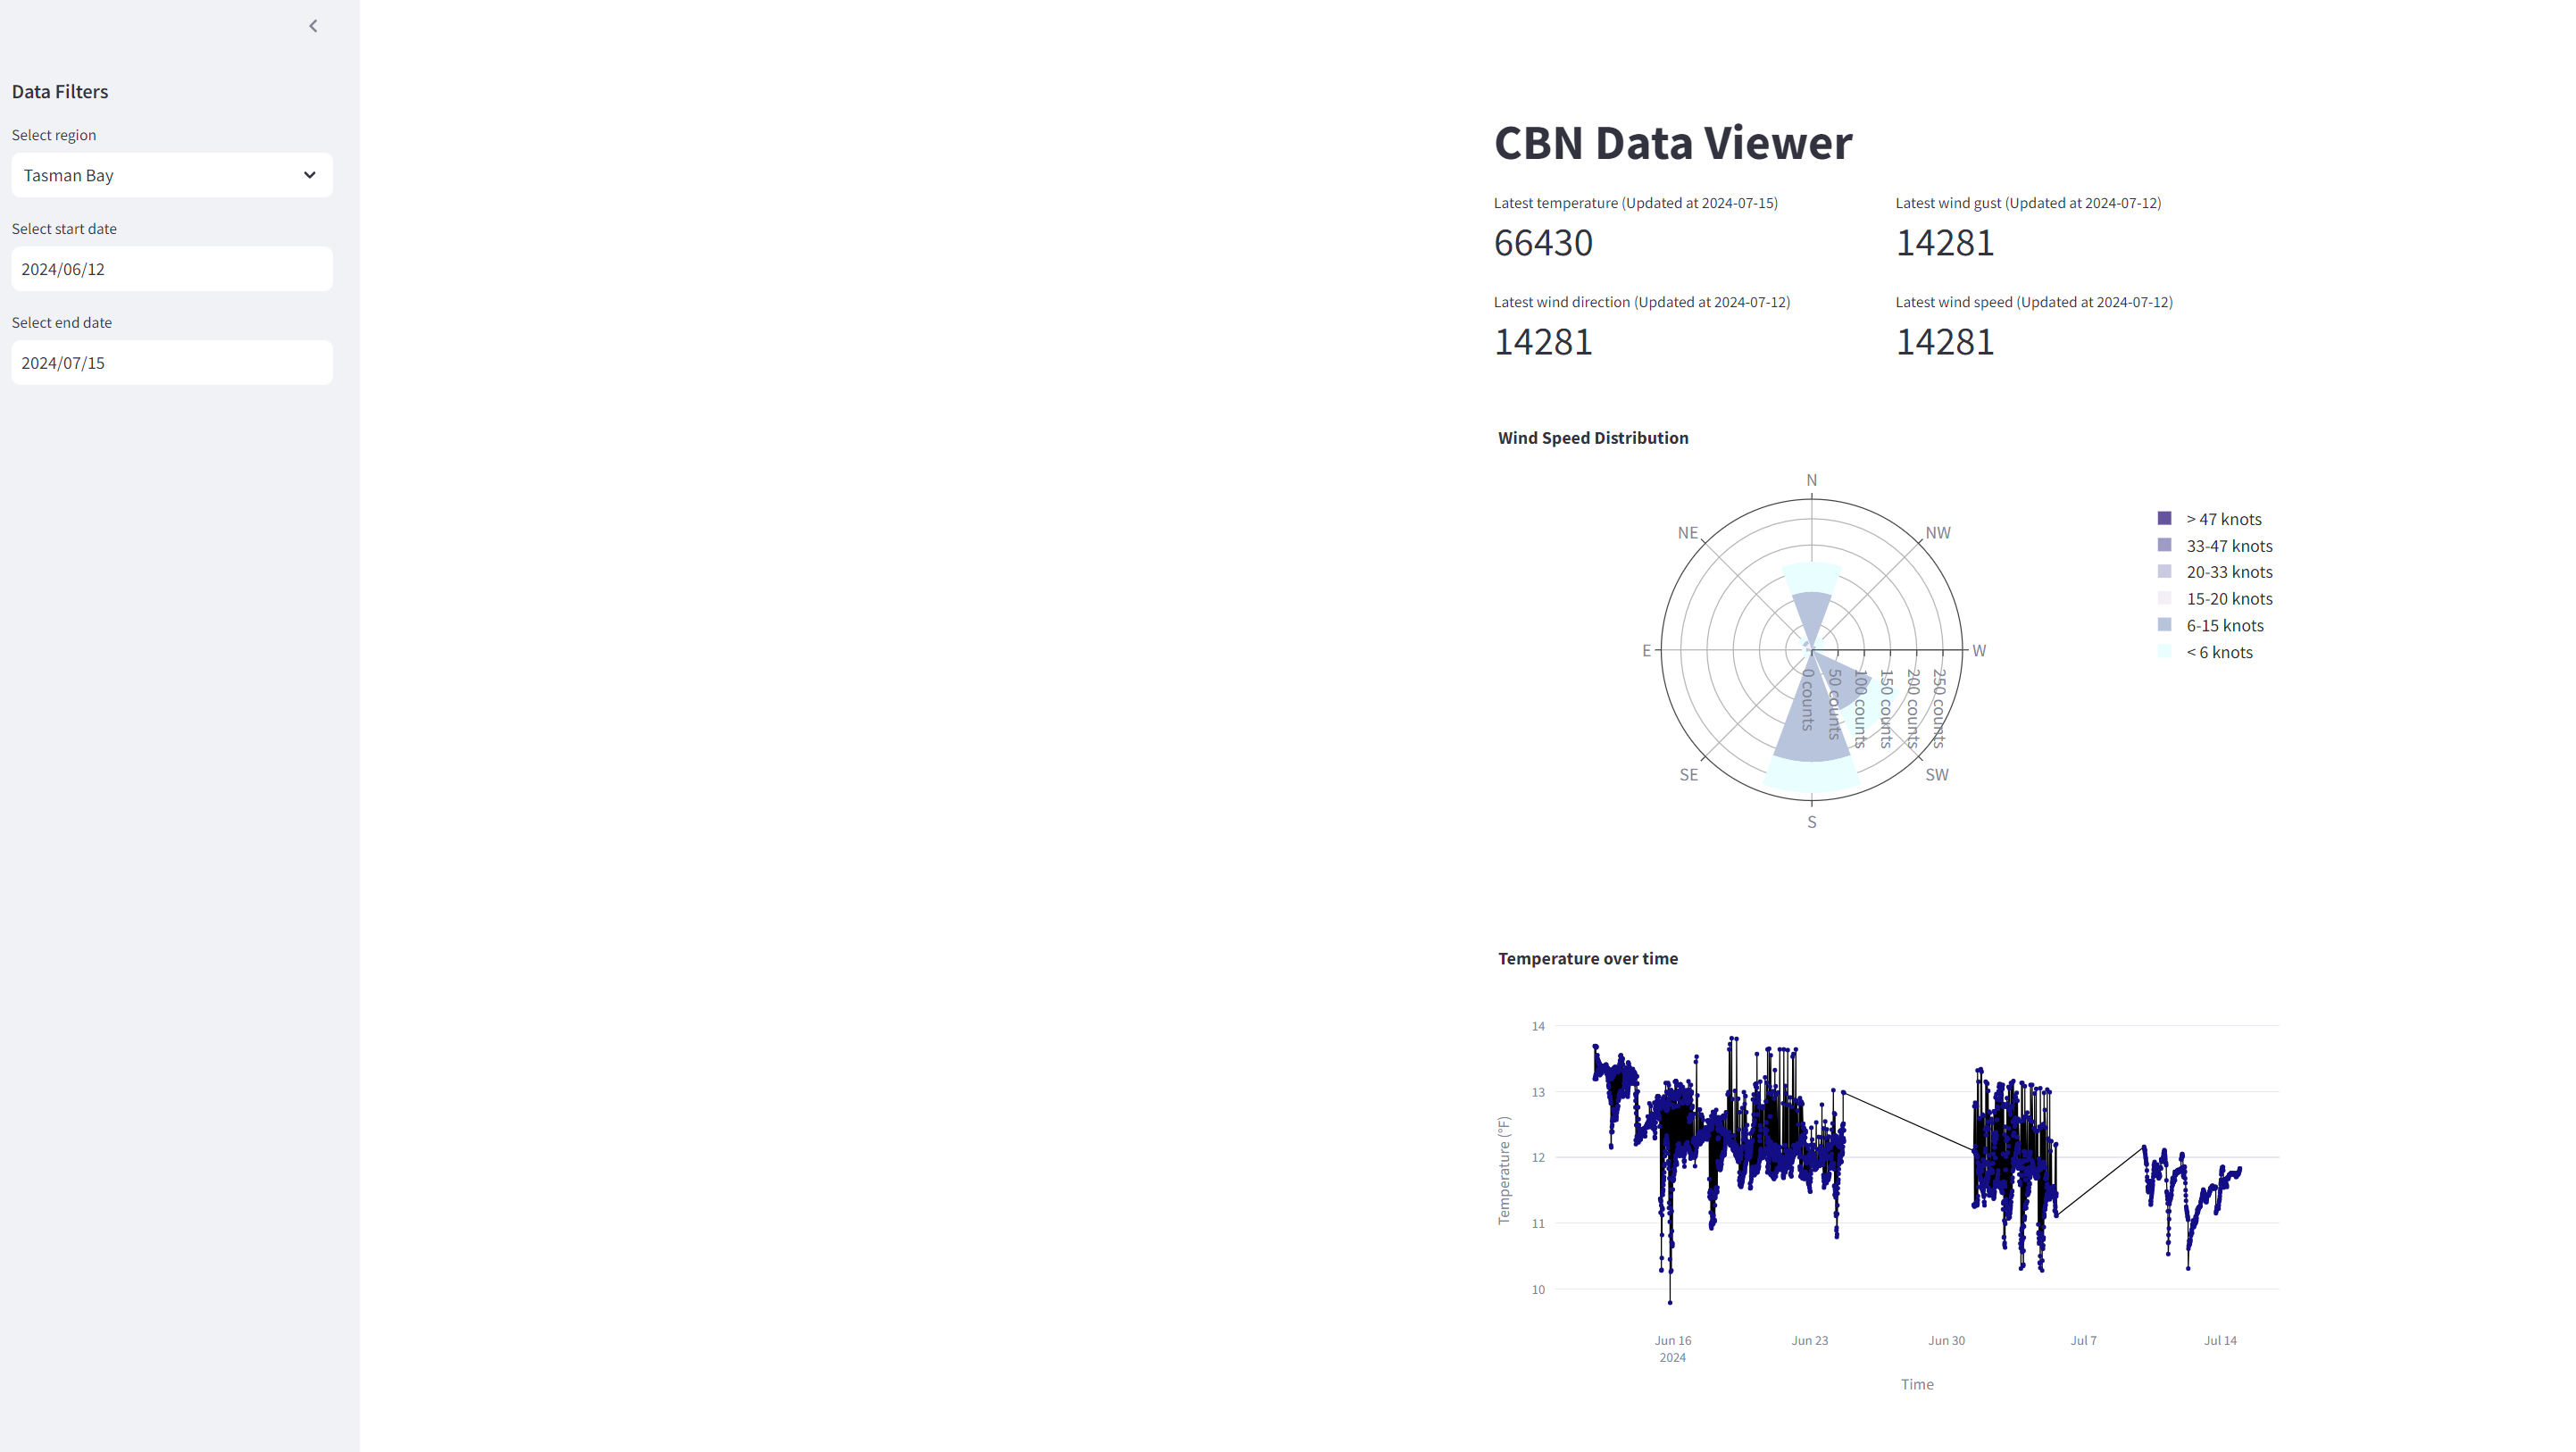 Data Filters
Select region
Tasman Bay
Select start date
2024/06/12
Select end date
2024/07/15
CBN Data Viewer
Latest temperature (Updated at 2024-07-15)
66430
Latest wind gust (Updated at 2024-07-12)
14281
Latest wind direction (Updated at 2024-07-12)
14281
Latest wind speed (Updated at 2024-07-12)
14281
Wind Speed Distribution
N
NE
NW
E
W
0 counts
50 counts
100 counts
150 counts
200 counts
250 counts
SE
SW
S
> 47 knots
33-47 knots
20-33 knots
15-20 knots
6-15 knots
< 6 knots
Temperature over time
Temperature (°F)
14
13
12
11
10
Jun 16
2024
Jun 23
Jun 30
Jul 7
Jul 14
Time